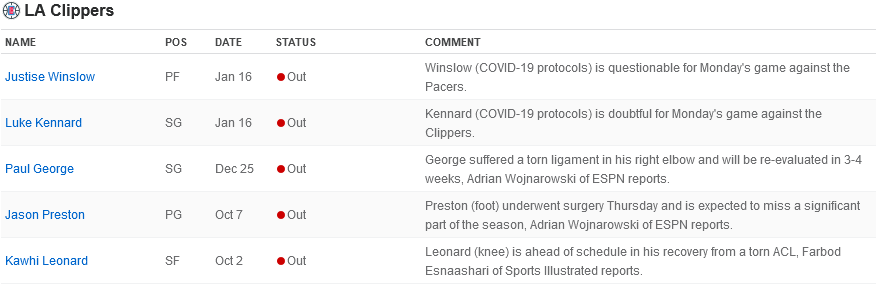 LA Clippers
NAME POS DATE STATUS COMMENT
Justise Winslow PF Jan 16 Out Winslow (COVID-19 protocols) is questionable for Monday's game against the
Pacers.
Luke Kennard SG Jan 16 Out Kennard (COVID-19 protocols) is doubtful for Monday's game against the
Clippers.
Paul George SG Dec 25 Out George suffered a torn ligament in his right elbow and will be re-evaluated in 3-4
weeks, Adrian Wojnarowski of ESPN reports.
Jason Preston PG Oct 7 Out Preston (foot) underwent surgery Thursday and is expected to miss a significant
part of the season, Adrian Wojnarowski of ESPN reports.
Kawhi Leonard SF Oct 2 Out Leonard (knee) is ahead of schedule in his recovery from a torn ACL, Farbod
Esnaashari of Sports Illustrated reports.